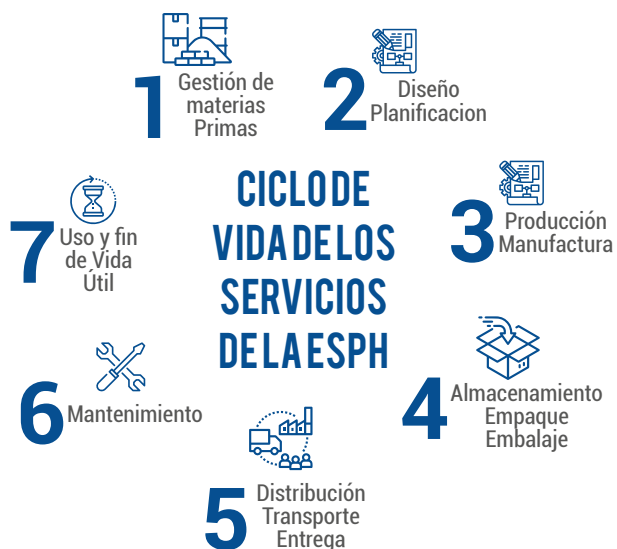 1
Gestión de
materias
Primas
2
Diseño
Planificacion
CICLO DE
VIDA DE LOS
SERVICIOS
DE LA ESPH
3
Producción
Manufactura
4
Almacenamiento
Empaque
Embalaje
5
Distribución
Transporte
Entrega
6
Mantenimiento
7
Uso y fin
de Vida
Útil